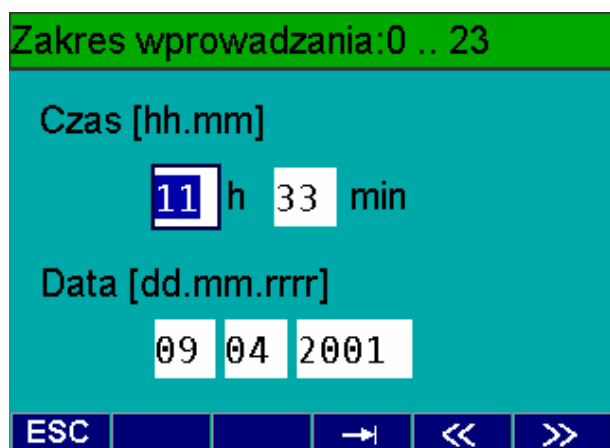 Zakres wprowadzania:0 .. 23
Czas [hh.mm]
11 h 33 min
Data [dd.mm.rrrr]
09 04 2001
ESC →| << >>